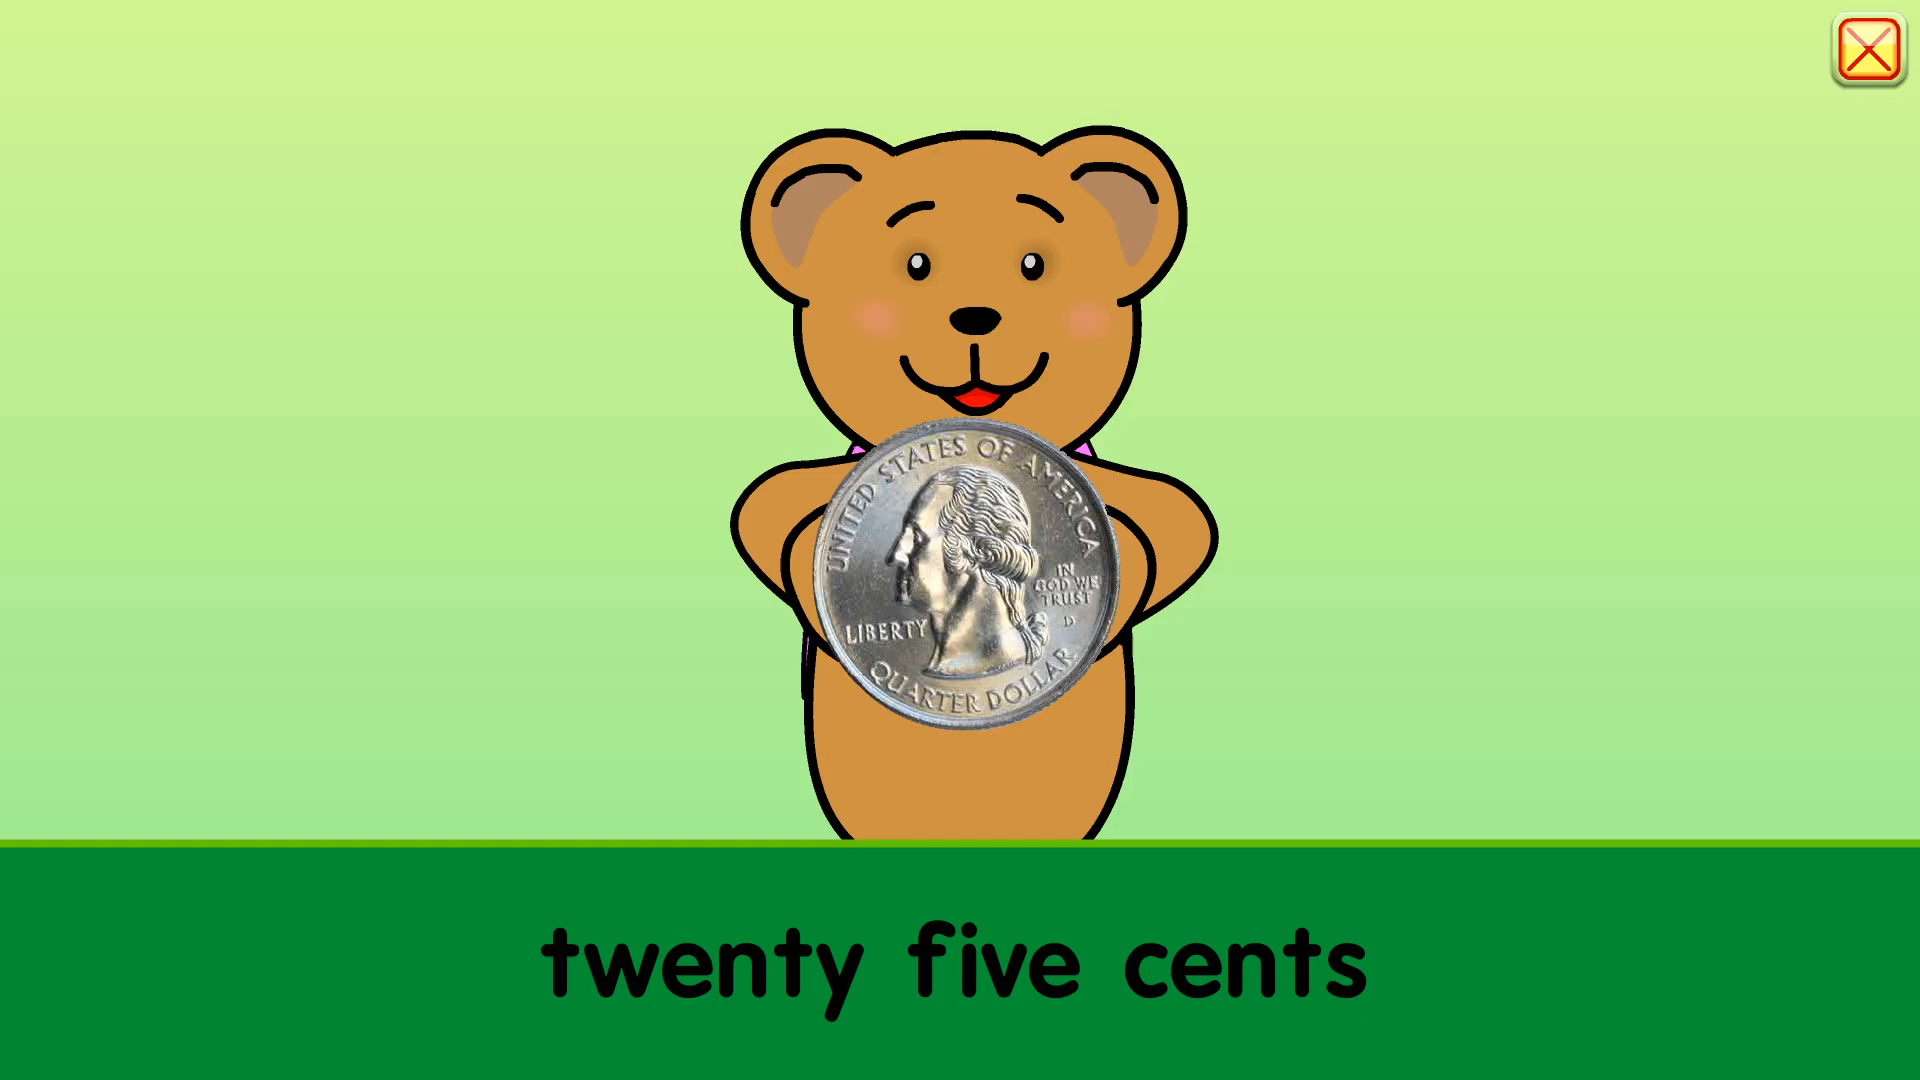 UNITED STATES OF AMERICA
IN
GOD WE
TRUST
D
LIBERTY
QUARTER DOLLAR
twenty five cents